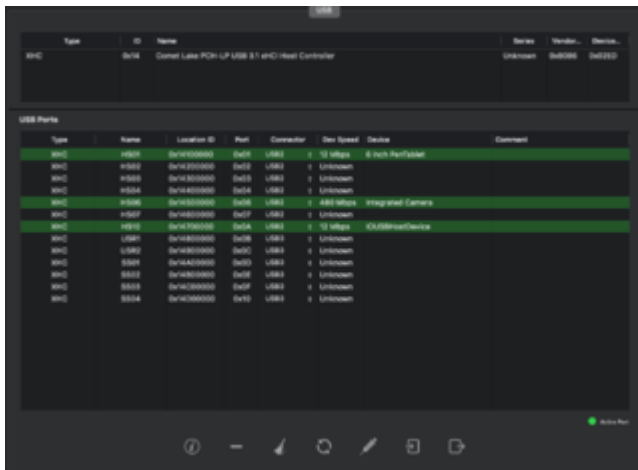 USB
Type ID Name Series Vendor... Device...
XHC 0x14 Comet Lake PCH-LP USB 3.1 xHCI Host Controller Unknown 0x8086 0x02ED
USB Ports
Type Name Location ID Port Connector Dev Speed Device Comment
XHC HS01 0x14100000 0x01 USB2 12 Mbps 6 inch PenTablet
XHC HS02 0x14200000 0x02 USB2 Unknown
XHC HS03 0x14300000 0x03 USB2 Unknown
XHC HS04 0x14400000 0x04 USB2 Unknown
XHC HS06 0x14500000 0x06 USB2 480 Mbps Integrated Camera
XHC HS07 0x14600000 0x07 USB2 Unknown
XHC HS10 0x14700000 0x0A USB2 12 Mbps IOUSBHostDevice
XHC USR1 0x14800000 0x0B USB3 Unknown
XHC USR2 0x14900000 0x0C USB3 Unknown
XHC SS01 0x14A00000 0x0D USB3 Unknown
XHC SS02 0x14B00000 0x0E USB3 Unknown
XHC SS03 0x14C00000 0x0F USB3 Unknown
XHC SS04 0x14D00000 0x10 USB3 Unknown
Active Port